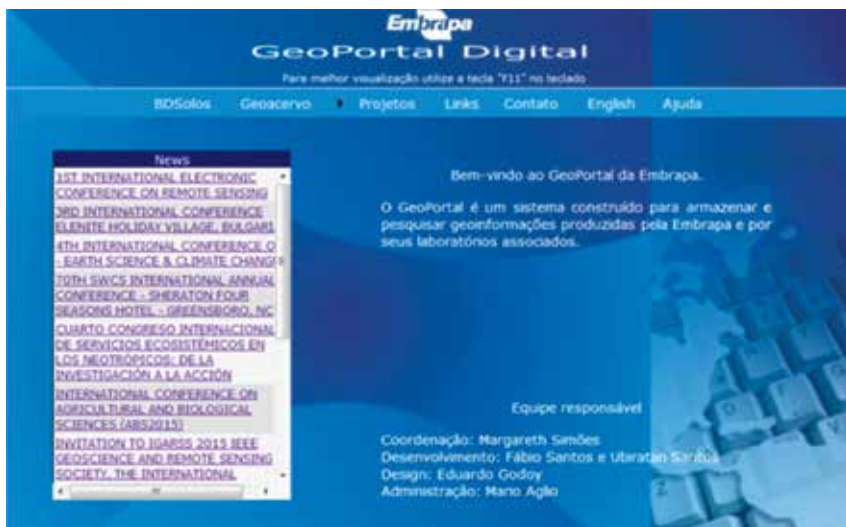 Embrapa
GeoPortal Digital
Para melhor visualização utilize a tecla "F11" no teclado
BDSolos Geoacervo Projetos Links Contato English Ajuda
News
1ST INTERNATIONAL ELECTRONIC
CONFERENCE ON REMOTE SENSING
3RD INTERNATIONAL CONFERENCE
ELENITE HOLIDAY VILLAGE, BULGARI
4TH INTERNATIONAL CONFERENCE O
- EARTH SCIENCE & CLIMATE CHANGE
70TH SWCS INTERNATIONAL ANNUAL
CONFERENCE - SHERATON FOUR
SEASONS HOTEL - GREENSBORO, NC
CUARTO CONGRESO INTERNACIONAL
DE SERVICIOS ECOSISTÉMICOS EN
LOS NEOTRÓPICOS: DE LA
INVESTIGACIÓN A LA ACCIÓN
INTERNATIONAL CONFERENCE ON
AGRICULTURAL AND BIOLOGICAL
SCIENCES (ABS2015)
INVITATION TO IGARSS 2015 IEEE
GEOSCIENCE AND REMOTE SENSING
SOCIETY, THE INTERNATIONAL
Bem-vindo ao GeoPortal da Embrapa.
O GeoPortal é um sistema construído para armazenar e
pesquisar geoinformações produzidas pela Embrapa e por
seus laboratórios associados.
Equipe responsável
Coordenação: Margareth Simões
Desenvolvimento: Fábio Santos e Ubiratan Santos
Design: Eduardo Godoy
Administração: Mario Aglio